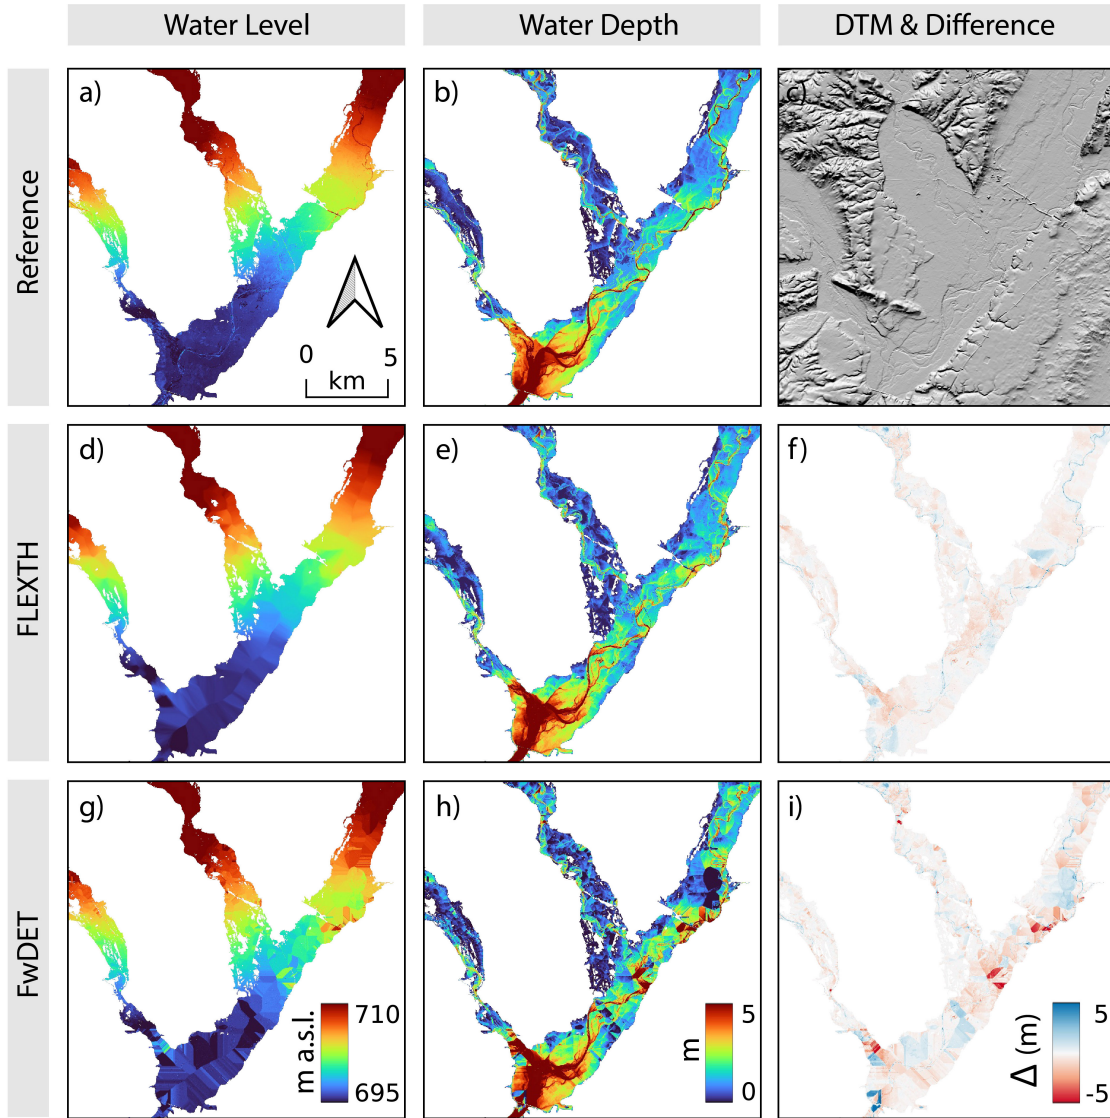 Water Level
Water Depth
DTM & Difference
Reference
a)
b)
c)
0
5
km
FLEXTH
d)
e)
f)
FwDET
g)
h)
i)
m a.s.l.
710
695
m
5
0
Δ (m)
5
-5